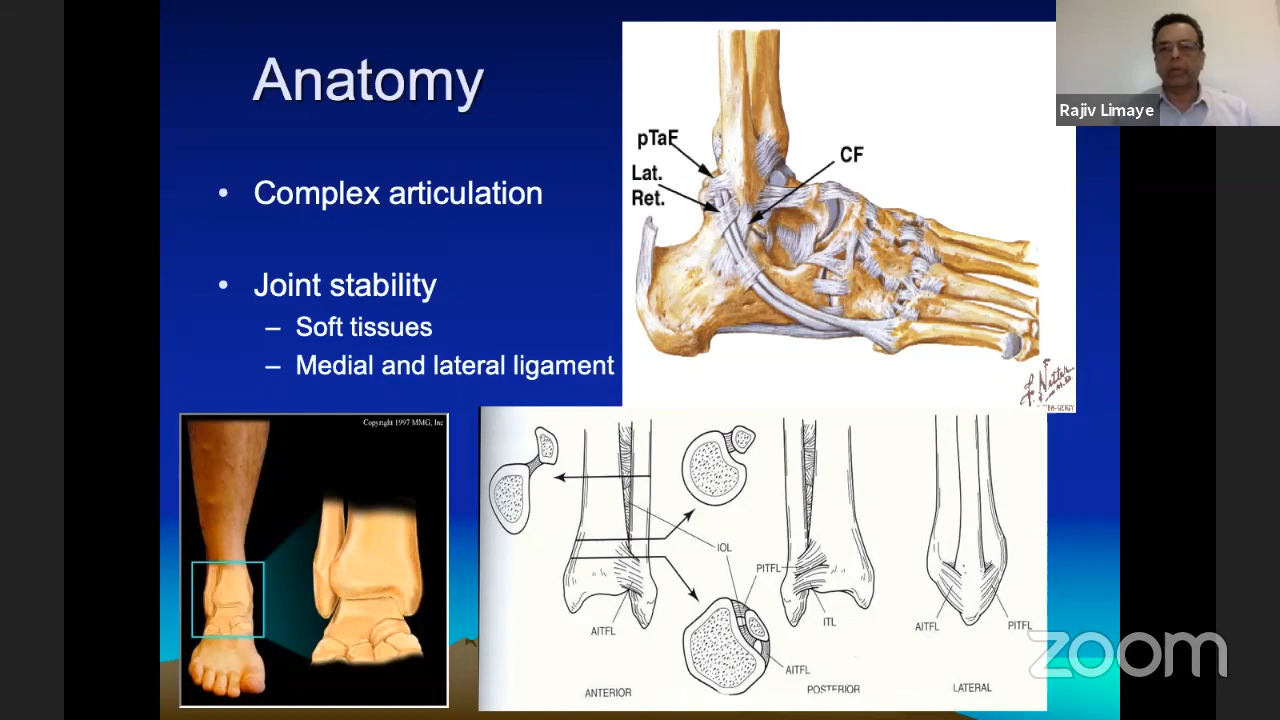 Anatomy
• Complex articulation
• Joint stability
– Soft tissues
– Medial and lateral ligament
pTaF
Lat.
Ret.
CF
Rajiv Limaye
Copyright 1997 MMG, Inc
IOL
PITFL
AITFL
ITL
AITFL
AITFL
PITFL
ANTERIOR
POSTERIOR
LATERAL
zoom